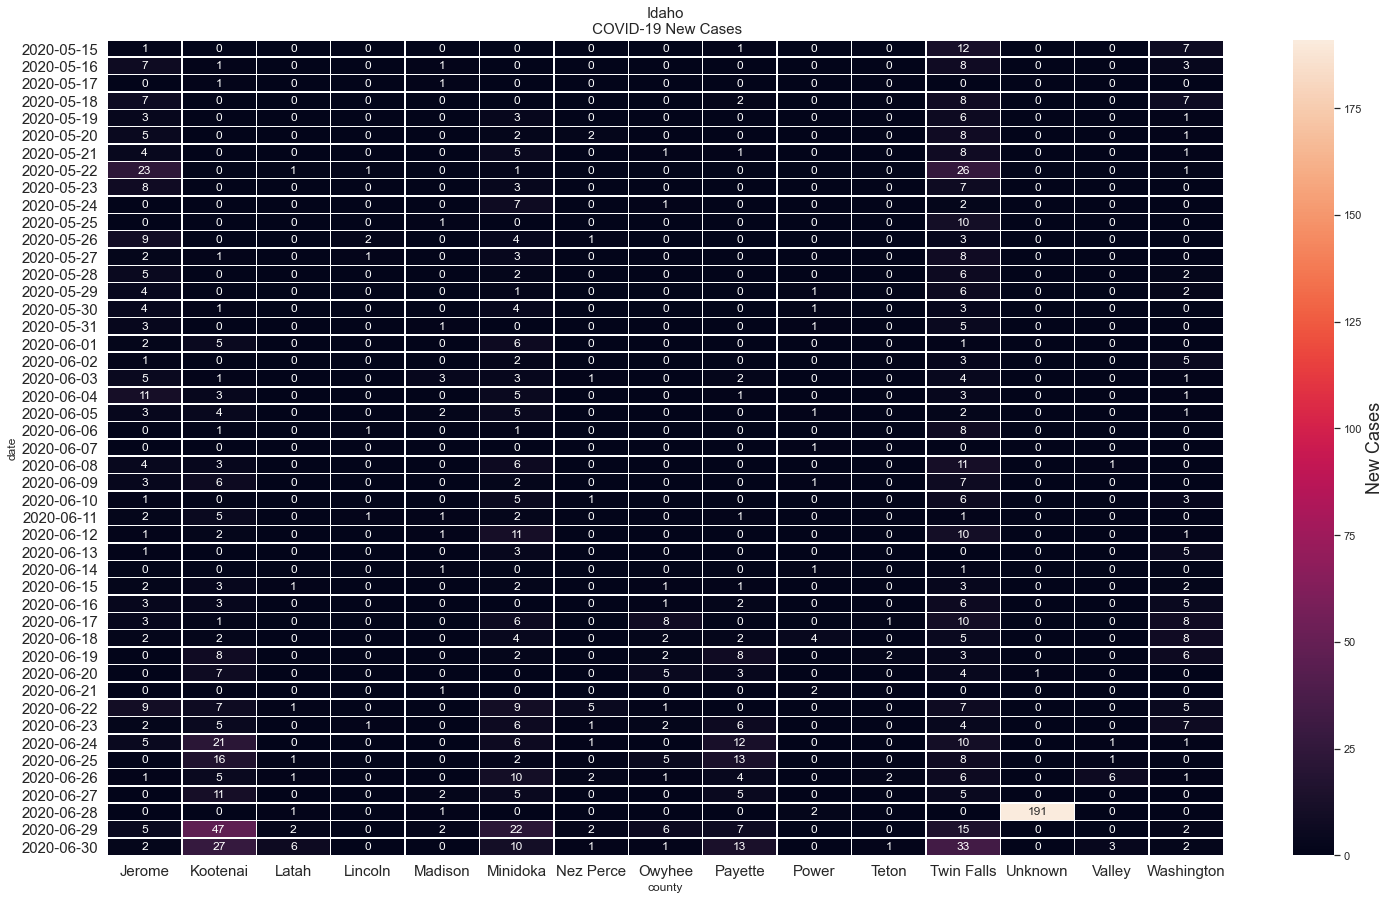 Idaho
COVID-19 New Cases
2020-05-15 1 0 0 0 0 0 0 0 1 0 0 12 0 0 7
2020-05-16 7 1 0 0 1 0 0 0 0 0 0 8 0 0 3
2020-05-17 0 1 0 0 1 0 0 0 0 0 0 0 0 0 0
2020-05-18 7 0 0 0 0 0 0 0 2 0 0 8 0 0 7
2020-05-19 3 0 0 0 0 3 0 0 0 0 0 6 0 0 1
2020-05-20 5 0 0 0 0 2 2 0 0 0 0 8 0 0 1
2020-05-21 4 0 0 0 0 5 0 1 1 0 0 8 0 0 1
2020-05-22 23 0 1 1 0 1 0 0 0 0 0 26 0 0 1
2020-05-23 8 0 0 0 0 3 0 0 0 0 0 7 0 0 0
2020-05-24 0 0 0 0 0 7 0 1 0 0 0 2 0 0 0
2020-05-25 0 0 0 0 1 0 0 0 0 0 0 10 0 0 0
2020-05-26 9 0 0 2 0 4 1 0 0 0 0 3 0 0 0
2020-05-27 2 1 0 1 0 3 0 0 0 0 0 8 0 0 0
2020-05-28 5 0 0 0 0 2 0 0 0 0 0 6 0 0 2
2020-05-29 4 0 0 0 0 1 0 0 0 1 0 6 0 0 2
2020-05-30 4 1 0 0 0 4 0 0 0 1 0 3 0 0 0
2020-05-31 3 0 0 0 1 0 0 0 0 1 0 5 0 0 0
2020-06-01 2 5 0 0 0 6 0 0 0 0 0 1 0 0 0
2020-06-02 1 0 0 0 0 2 0 0 0 0 0 3 0 0 5
2020-06-03 5 1 0 0 3 3 1 0 2 0 0 4 0 0 1
2020-06-04 11 3 0 0 0 5 0 0 1 0 0 3 0 0 1
2020-06-05 3 4 0 0 2 5 0 0 0 1 0 2 0 0 1
2020-06-06 0 1 0 1 0 1 0 0 0 0 0 8 0 0 0
2020-06-07 0 0 0 0 0 0 0 0 0 1 0 0 0 0 0
2020-06-08 4 3 0 0 0 6 0 0 0 0 0 11 0 1 0
2020-06-09 3 6 0 0 0 2 0 0 0 1 0 7 0 0 0
2020-06-10 1 0 0 0 0 5 1 0 0 0 0 6 0 0 3
2020-06-11 2 5 0 1 1 2 0 0 1 0 0 1 0 0 0
2020-06-12 1 2 0 0 1 11 0 0 0 0 0 10 0 0 1
2020-06-13 1 0 0 0 0 3 0 0 0 0 0 0 0 0 5
2020-06-14 0 0 0 0 1 0 0 0 0 1 0 1 0 0 0
2020-06-15 2 3 1 0 0 2 0 1 1 0 0 3 0 0 2
2020-06-16 3 3 0 0 0 0 0 1 2 0 0 6 0 0 5
2020-06-17 3 1 0 0 0 6 0 8 0 0 1 10 0 0 8
2020-06-18 2 2 0 0 0 4 0 2 2 4 0 5 0 0 8
2020-06-19 0 8 0 0 0 2 0 2 8 0 2 3 0 0 6
2020-06-20 0 7 0 0 0 0 0 5 3 0 0 4 1 0 0
2020-06-21 0 0 0 0 1 0 0 0 0 2 0 0 0 0 0
2020-06-22 9 7 1 0 0 9 5 1 0 0 0 7 0 0 5
2020-06-23 2 5 0 1 0 6 1 2 6 0 0 4 0 0 7
2020-06-24 5 21 0 0 0 6 1 0 12 0 0 10 0 1 1
2020-06-25 0 16 1 0 0 2 0 5 13 0 0 8 0 1 0
2020-06-26 1 5 1 0 0 10 2 1 4 0 2 6 0 6 1
2020-06-27 0 11 0 0 2 5 0 0 5 0 0 5 0 0 0
2020-06-28 0 0 1 0 1 0 0 0 0 2 0 0 191 0 0
2020-06-29 5 47 2 0 2 22 2 6 7 0 0 15 0 0 2
2020-06-30 2 27 6 0 0 10 1 1 13 0 1 33 0 3 2
Jerome Kootenai Latah Lincoln Madison Minidoka Nez Perce Owyhee Payette Power Teton Twin Falls Unknown Valley Washington
county
date
175
150
125
100
75
50
25
0
New Cases